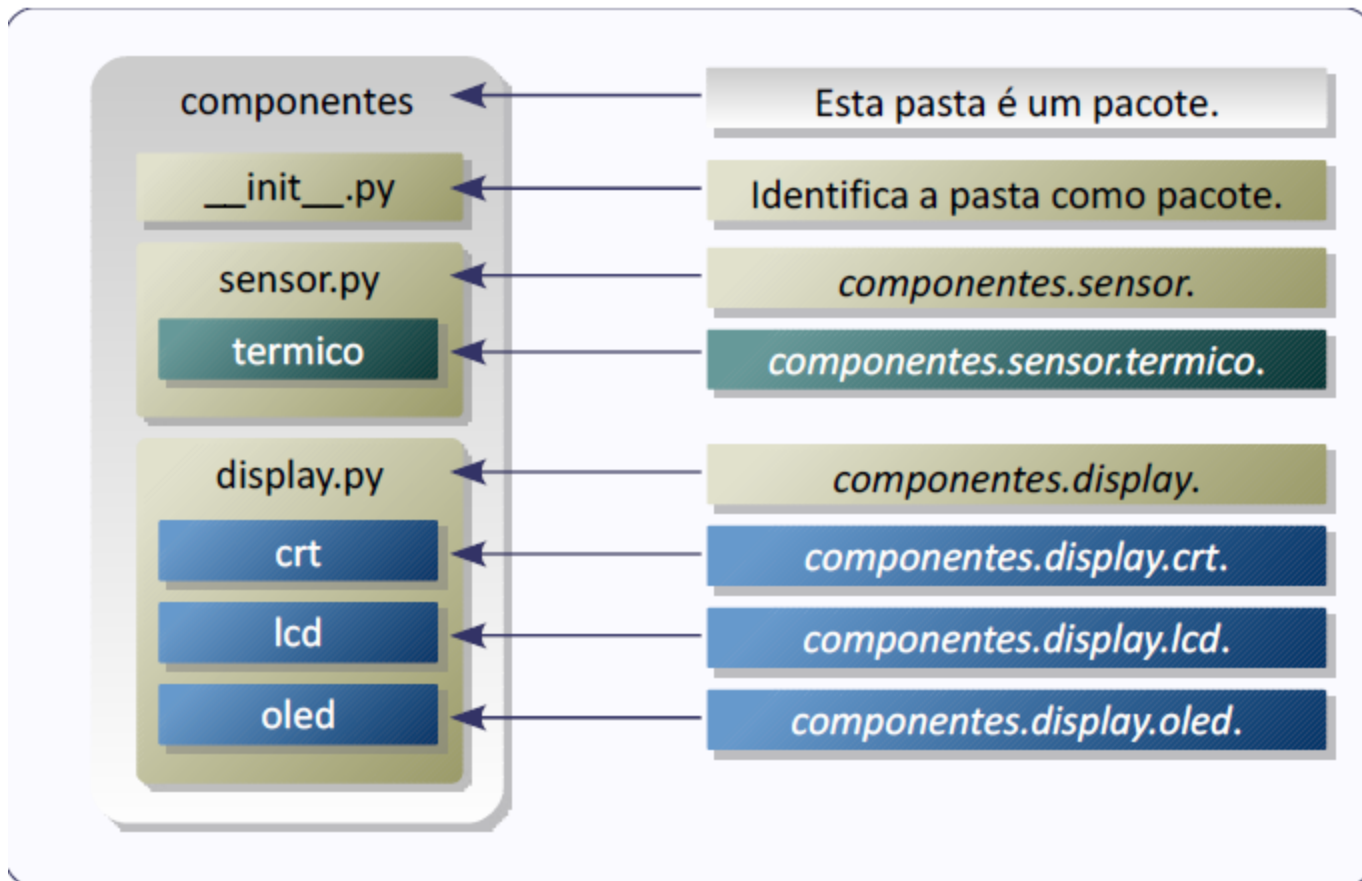 componentes
Esta pasta é um pacote.
__init__.py
Identifica a pasta como pacote.
sensor.py
componentes.sensor.
termico
componentes.sensor.termico.
display.py
componentes.display.
crt
componentes.display.crt.
lcd
componentes.display.lcd.
oled
componentes.display.oled.